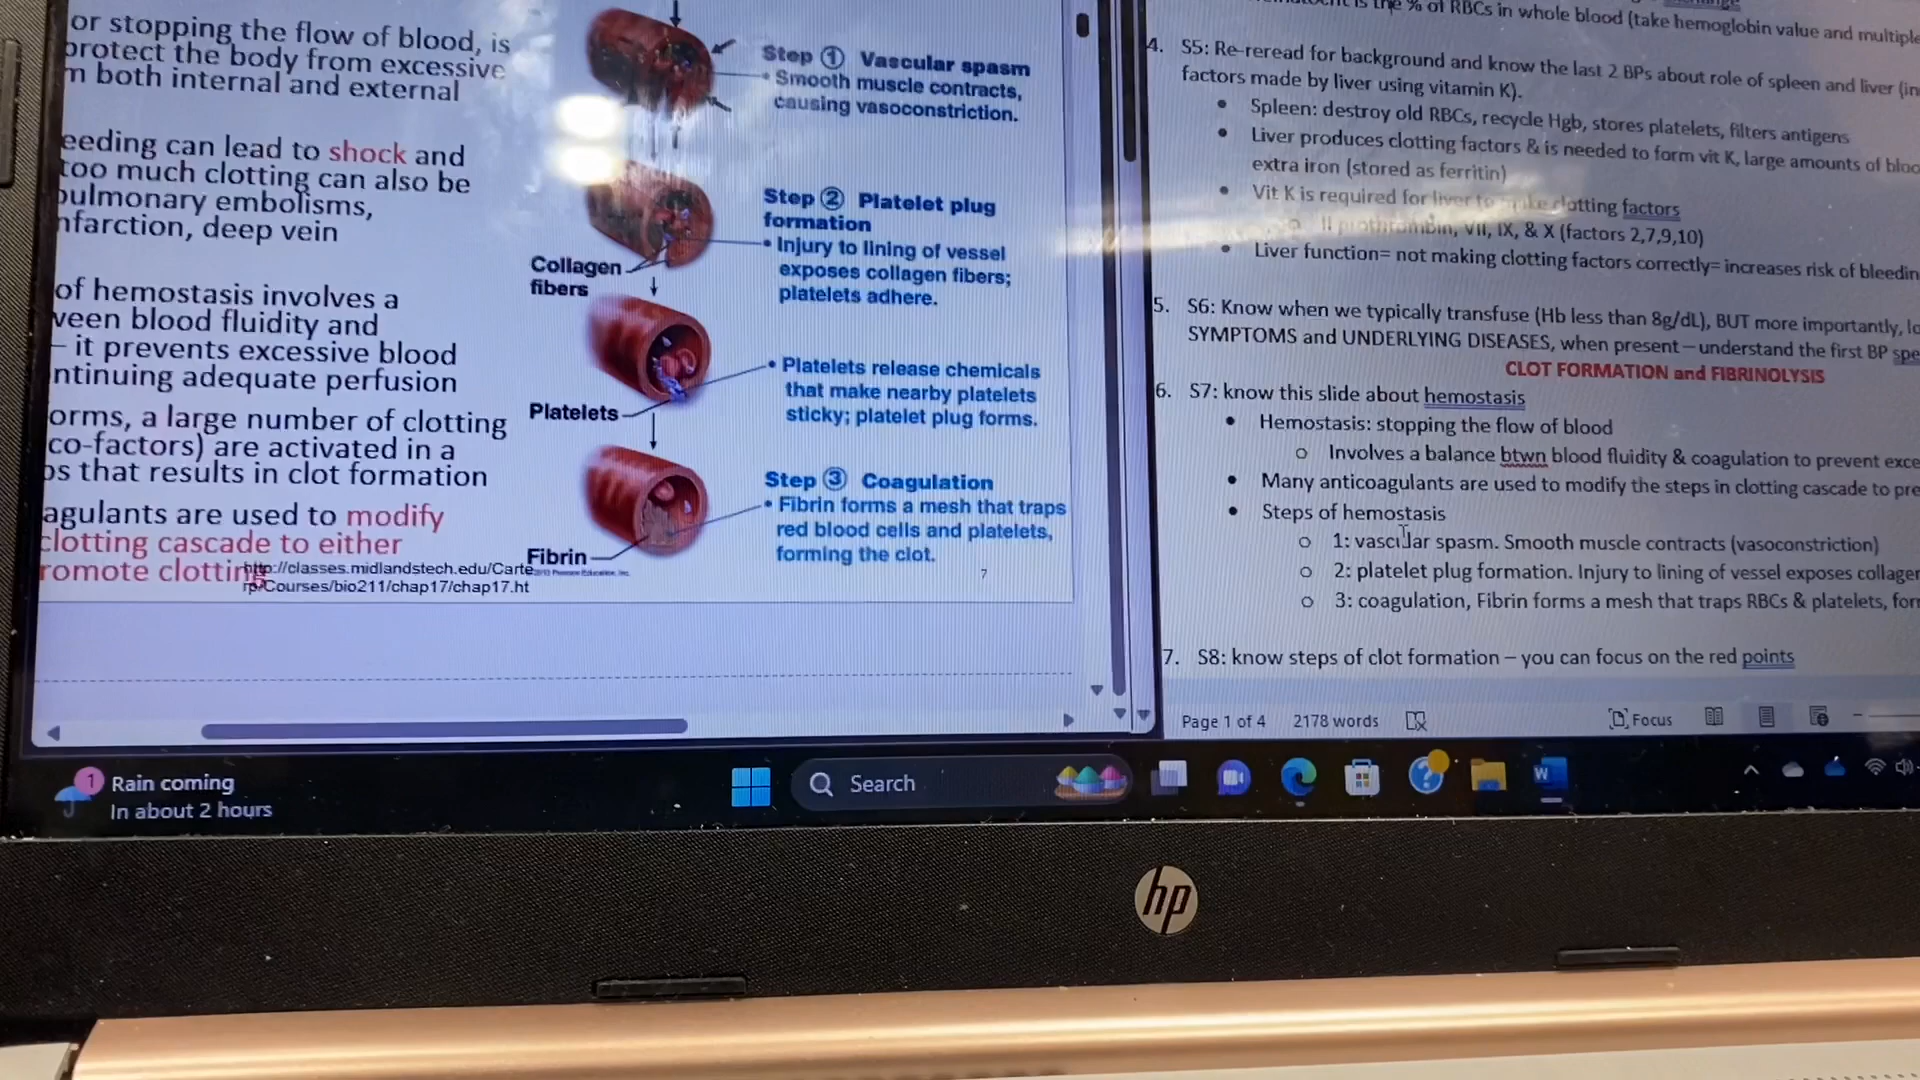 or stopping the flow of blood, is
protect the body from excessive
m both internal and external
eeding can lead to shock and
too much clotting can also be
pulmonary embolisms,
nfarction, deep vein
of hemostasis involves a
ween blood fluidity and
– it prevents excessive blood
ntinuing adequate perfusion
orms, a large number of clotting
co-factors) are activated in a
ps that results in clot formation
agulants are used to modify
clotting cascade to either
romote clotting
http://classes.midlandstech.edu/Carte
rp/Courses/bio211/chap17/chap17.ht
Step ① Vascular spasm
• Smooth muscle contracts,
causing vasoconstriction.
Step ② Platelet plug
formation
• Injury to lining of vessel
exposes collagen fibers;
platelets adhere.
Collagen
fibers
• Platelets release chemicals
that make nearby platelets
sticky; platelet plug forms.
Platelets
Step ③ Coagulation
• Fibrin forms a mesh that traps
red blood cells and platelets,
forming the clot.
Fibrin
7
is the % of RBCs in whole blood (take hemoglobin value and multiple
4. S5: Re-reread for background and know the last 2 BPs about role of spleen and liver (in
factors made by liver using vitamin K).
• Spleen: destroy old RBCs, recycle Hgb, stores platelets, filters antigens
• Liver produces clotting factors & is needed to form vit K, large amounts of bloo
extra iron (stored as ferritin)
• Vit K is required for liver to make clotting factors
o II prothrombin, VII, IX, & X (factors 2,7,9,10)
• Liver function= not making clotting factors correctly= increases risk of bleedin
5. S6: Know when we typically transfuse (Hb less than 8g/dL), BUT more importantly, lo
SYMPTOMS and UNDERLYING DISEASES, when present – understand the first BP spe
CLOT FORMATION and FIBRINOLYSIS
6. S7: know this slide about hemostasis
• Hemostasis: stopping the flow of blood
o Involves a balance btwn blood fluidity & coagulation to prevent exce
• Many anticoagulants are used to modify the steps in clotting cascade to pre
• Steps of hemostasis
o 1: vascular spasm. Smooth muscle contracts (vasoconstriction)
o 2: platelet plug formation. Injury to lining of vessel exposes collagen
o 3: coagulation, Fibrin forms a mesh that traps RBCs & platelets, for
7. S8: know steps of clot formation – you can focus on the red points
Page 1 of 4 2178 words
Focus
1
Rain coming
In about 2 hours
Search
W
hp